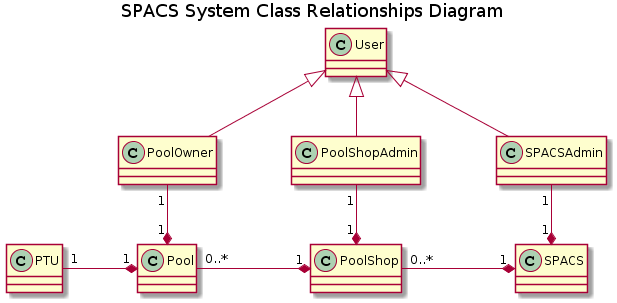 SPACS System Class Relationships Diagram
C User
C PoolOwner
C PoolShopAdmin
C SPACSAdmin
1 1 1
1 1 1
C PTU 1 1 C Pool 0..* 1 C PoolShop 0..* 1 C SPACS